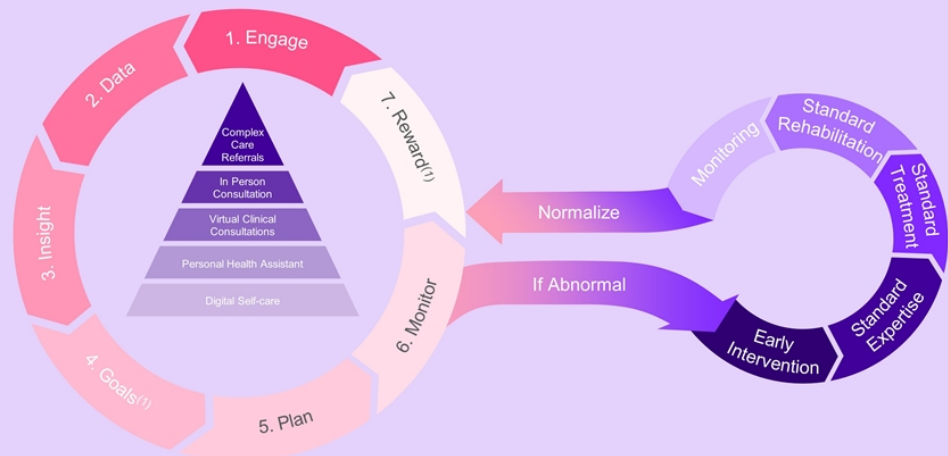 1. Engage
2. Data
3. Insight
4. Goals(1)
5. Plan
6. Monitor
7. Reward(1)
Complex
Care
Referrals
In Person
Consultation
Virtual Clinical
Consultations
Personal Health Assistant
Digital Self-care
Normalize
If Abnormal
Early
Intervention
Standard
Expertise
Standard
Treatment
Standard
Rehabilitation
Monitoring